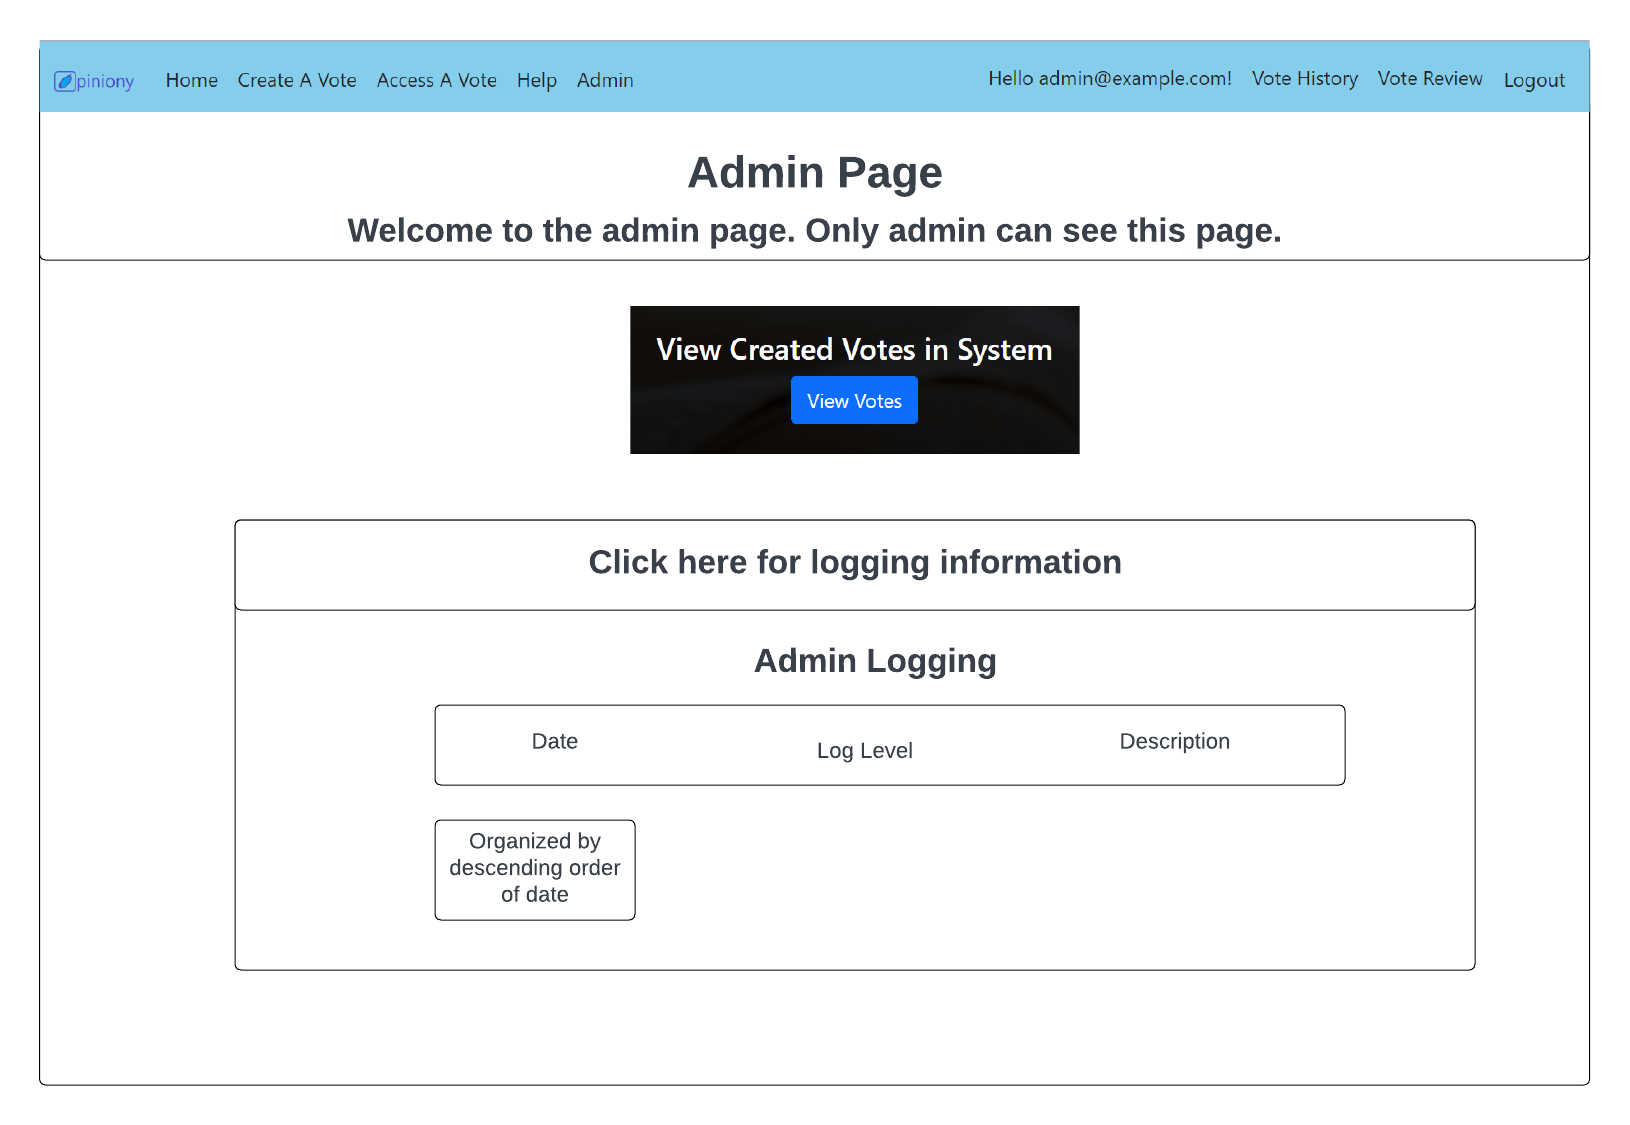 piniony Home Create A Vote Access A Vote Help Admin Hello admin@example.com! Vote History Vote Review Logout
Admin Page
Welcome to the admin page. Only admin can see this page.
View Created Votes in System
View Votes
Click here for logging information
Admin Logging
Date Log Level Description
Organized by
descending order
of date